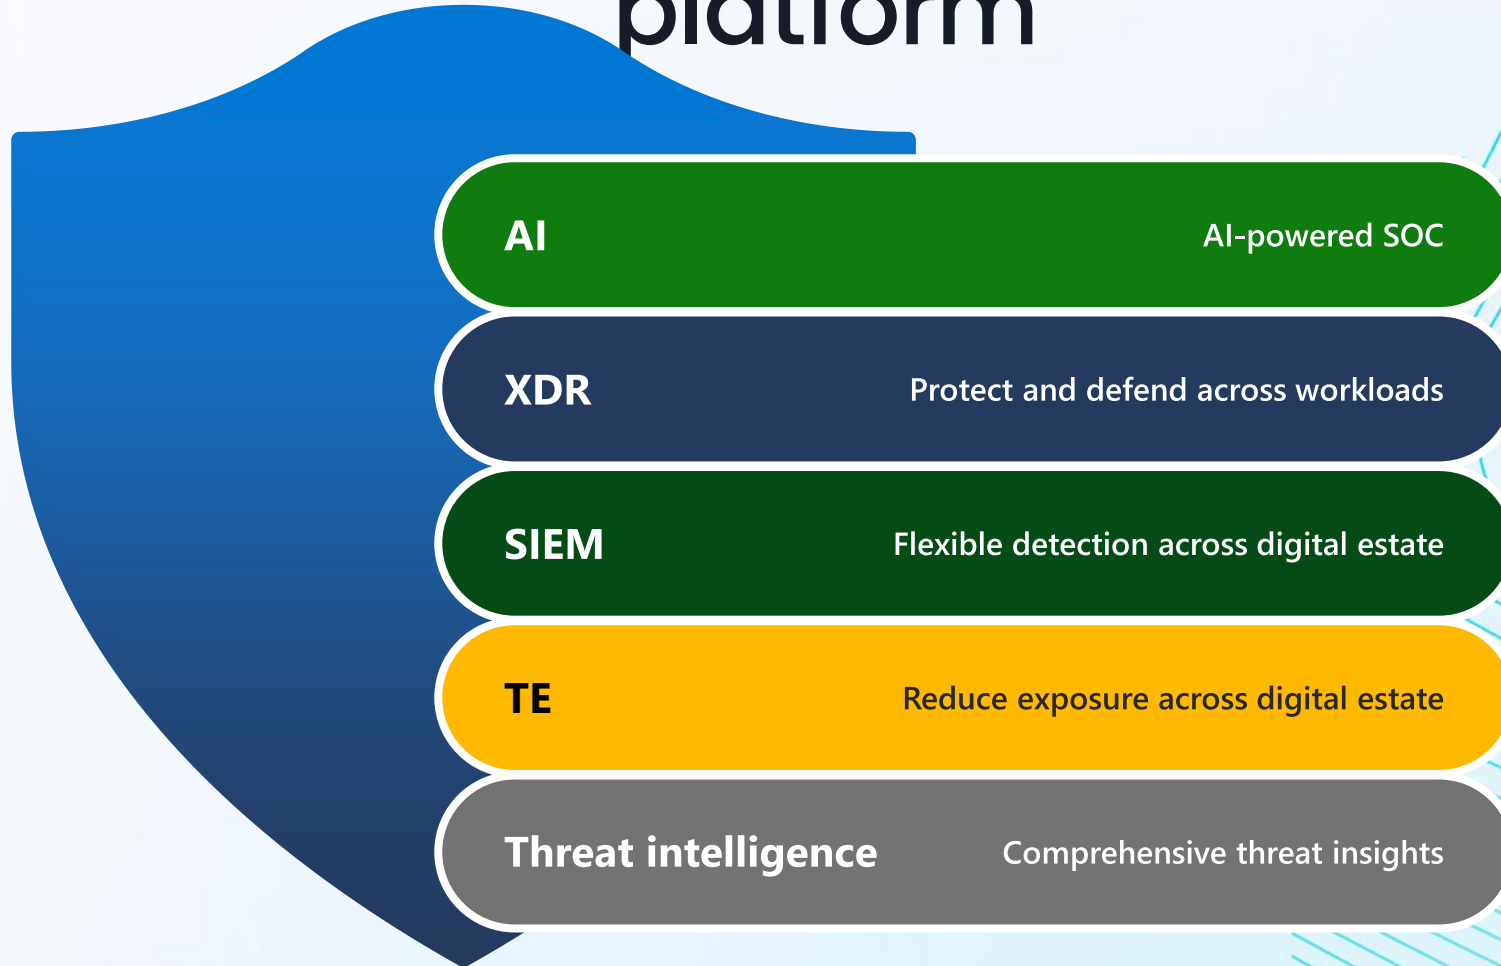 platform
AI
AI-powered SOC
XDR
Protect and defend across workloads
SIEM
Flexible detection across digital estate
TE
Reduce exposure across digital estate
Threat intelligence
Comprehensive threat insights